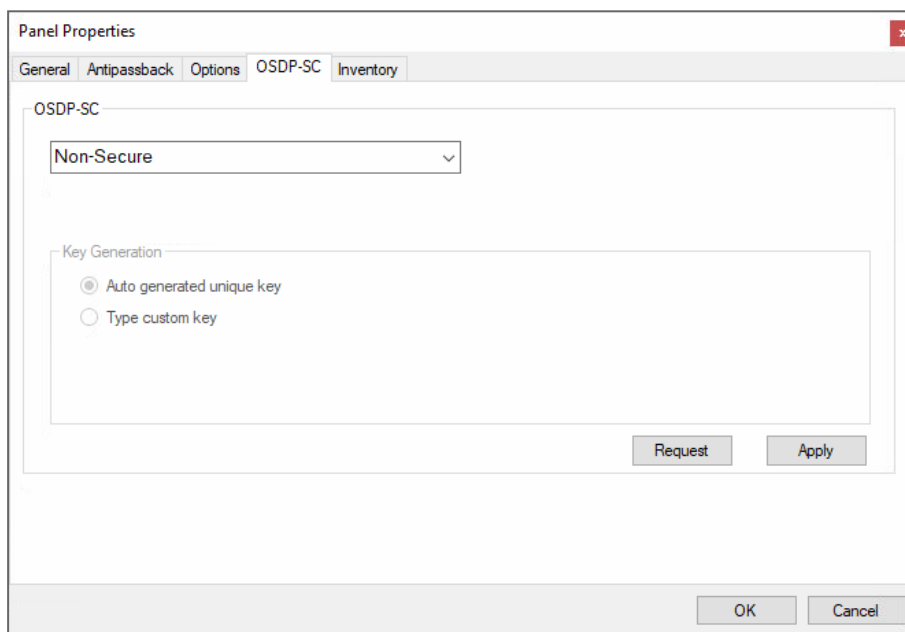 Panel Properties
General Antipassback Options OSDP-SC Inventory
OSDP-SC
Non-Secure
Key Generation
Auto generated unique key
Type custom key
Request Apply
OK Cancel